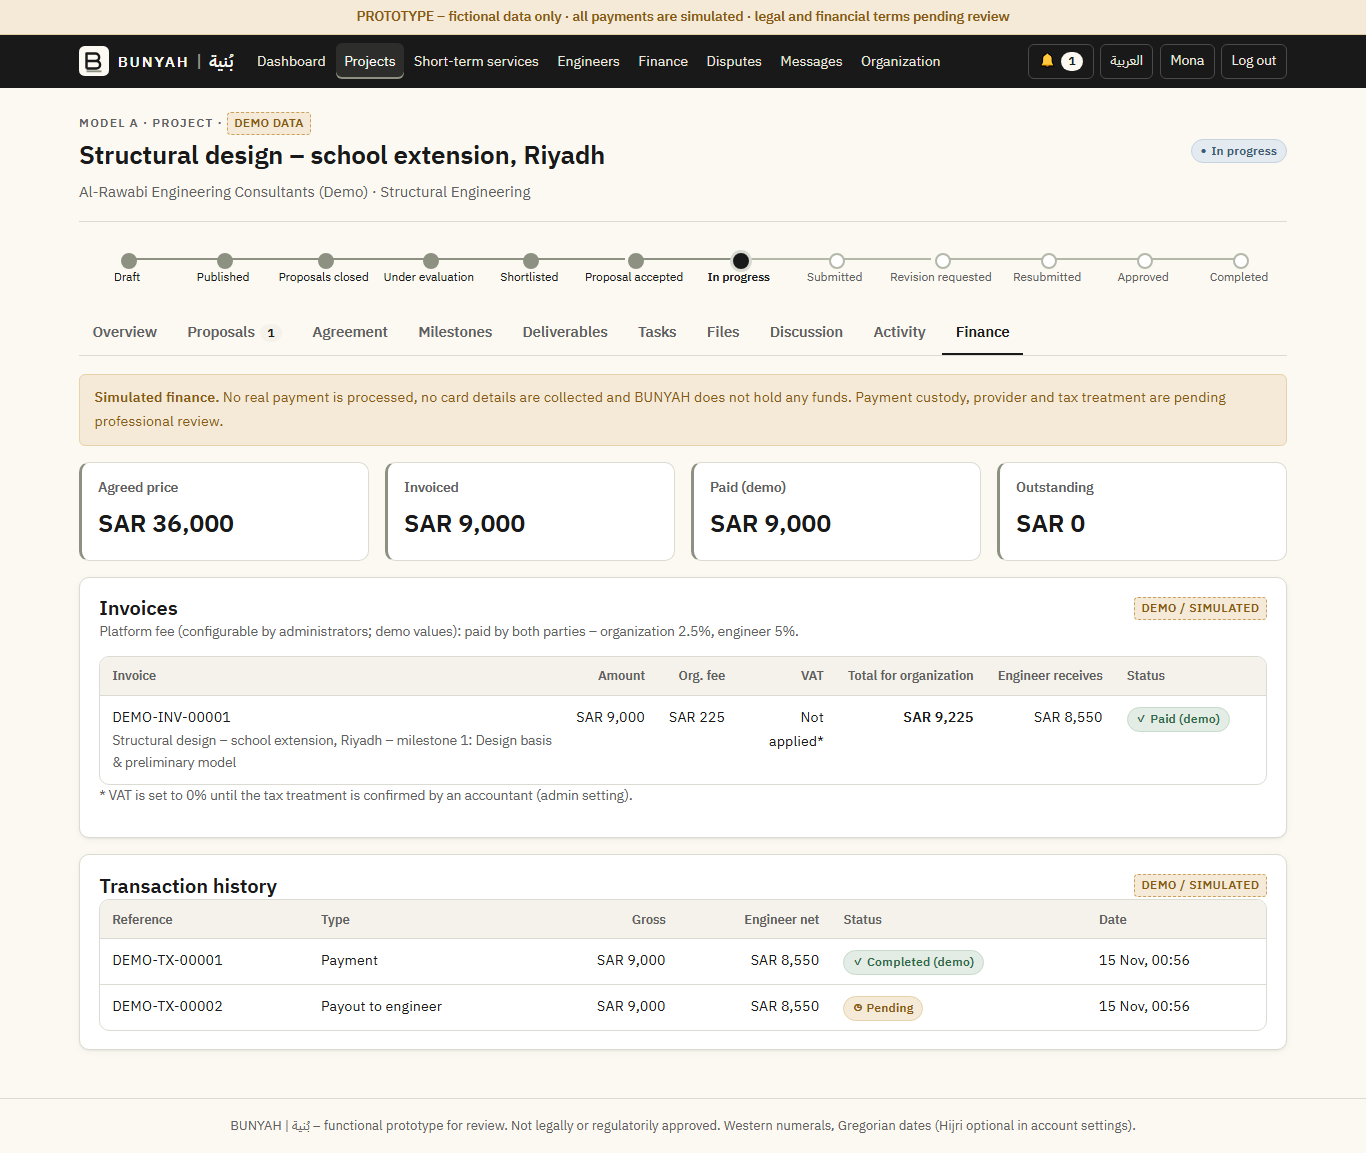 PROTOTYPE – fictional data only · all payments are simulated · legal and financial terms pending review
B BUNYAH | بُنية Dashboard Projects Short-term services Engineers Finance Disputes Messages Organization 1 العربية Mona Log out
MODEL A · PROJECT · DEMO DATA
Structural design – school extension, Riyadh
• In progress
Al-Rawabi Engineering Consultants (Demo) · Structural Engineering
Draft Published Proposals closed Under evaluation Shortlisted Proposal accepted In progress Submitted Revision requested Resubmitted Approved Completed
Overview Proposals 1 Agreement Milestones Deliverables Tasks Files Discussion Activity Finance
Simulated finance. No real payment is processed, no card details are collected and BUNYAH does not hold any funds. Payment custody, provider and tax treatment are pending
professional review.
Agreed price Invoiced Paid (demo) Outstanding
SAR 36,000 SAR 9,000 SAR 9,000 SAR 0
Invoices DEMO / SIMULATED
Platform fee (configurable by administrators; demo values): paid by both parties – organization 2.5%, engineer 5%.
Invoice Amount Org. fee VAT Total for organization Engineer receives Status
DEMO-INV-00001 SAR 9,000 SAR 225 Not SAR 9,225 SAR 8,550 ✓ Paid (demo)
Structural design – school extension, Riyadh – milestone 1: Design basis applied*
& preliminary model
* VAT is set to 0% until the tax treatment is confirmed by an accountant (admin setting).
Transaction history DEMO / SIMULATED
Reference Type Gross Engineer net Status Date
DEMO-TX-00001 Payment SAR 9,000 SAR 8,550 ✓ Completed (demo) 15 Nov, 00:56
DEMO-TX-00002 Payout to engineer SAR 9,000 SAR 8,550 Pending 15 Nov, 00:56
BUNYAH | بُنية – functional prototype for review. Not legally or regulatorily approved. Western numerals, Gregorian dates (Hijri optional in account settings).